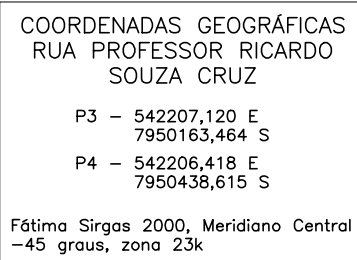 COORDENADAS GEOGRÁFICAS
RUA PROFESSOR RICARDO
SOUZA CRUZ
P3 – 542207,120 E
7950163,464 S
P4 – 542206,418 E
7950438,615 S
Fátima Sirgas 2000, Meridiano Central
–45 graus, zona 23k